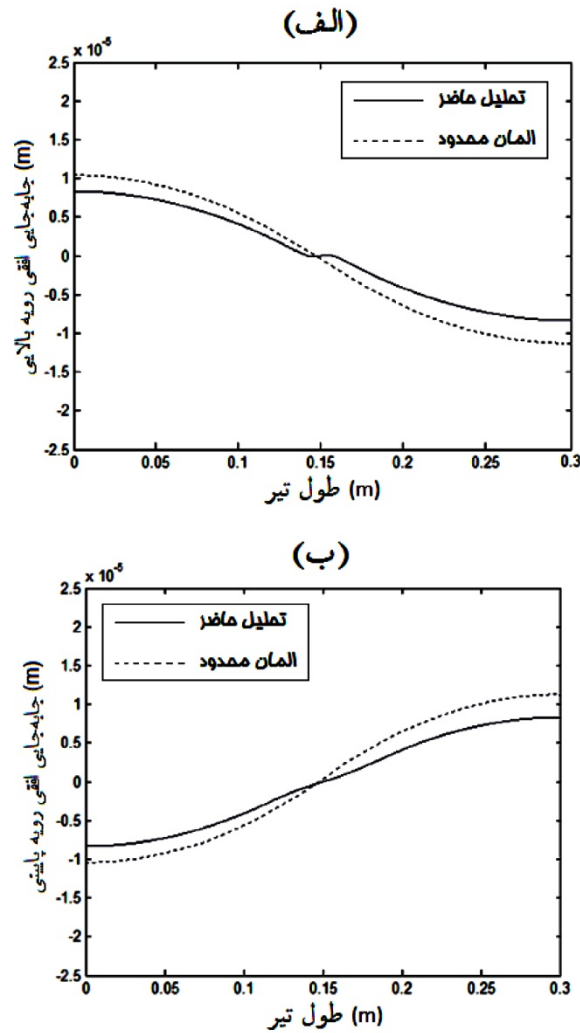 (الف)
x 10-5
2.5
2
1.5
1
0.5
0
-0.5
-1
-1.5
-2
-2.5
تحلیل حاضر
المان محدود
جابه‌جایی افقی رویه بالایی (m)
0 0.05 0.1 0.15 0.2 0.25 0.3
طول تیر (m)
(ب)
x 10-5
2.5
2
1.5
1
0.5
0
-0.5
-1
-1.5
-2
-2.5
تحلیل حاضر
المان محدود
جابه‌جایی افقی رویه پاییتی (m)
0 0.05 0.1 0.15 0.2 0.25 0.3
طول تیر (m)